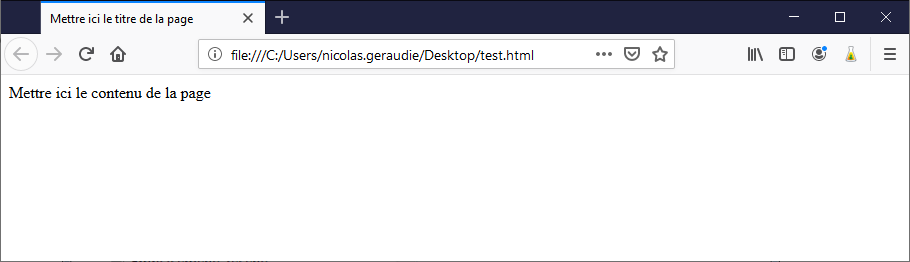 Mettre ici le titre de la page
file:///C:/Users/nicolas.geraudie/Desktop/test.html
Mettre ici le contenu de la page